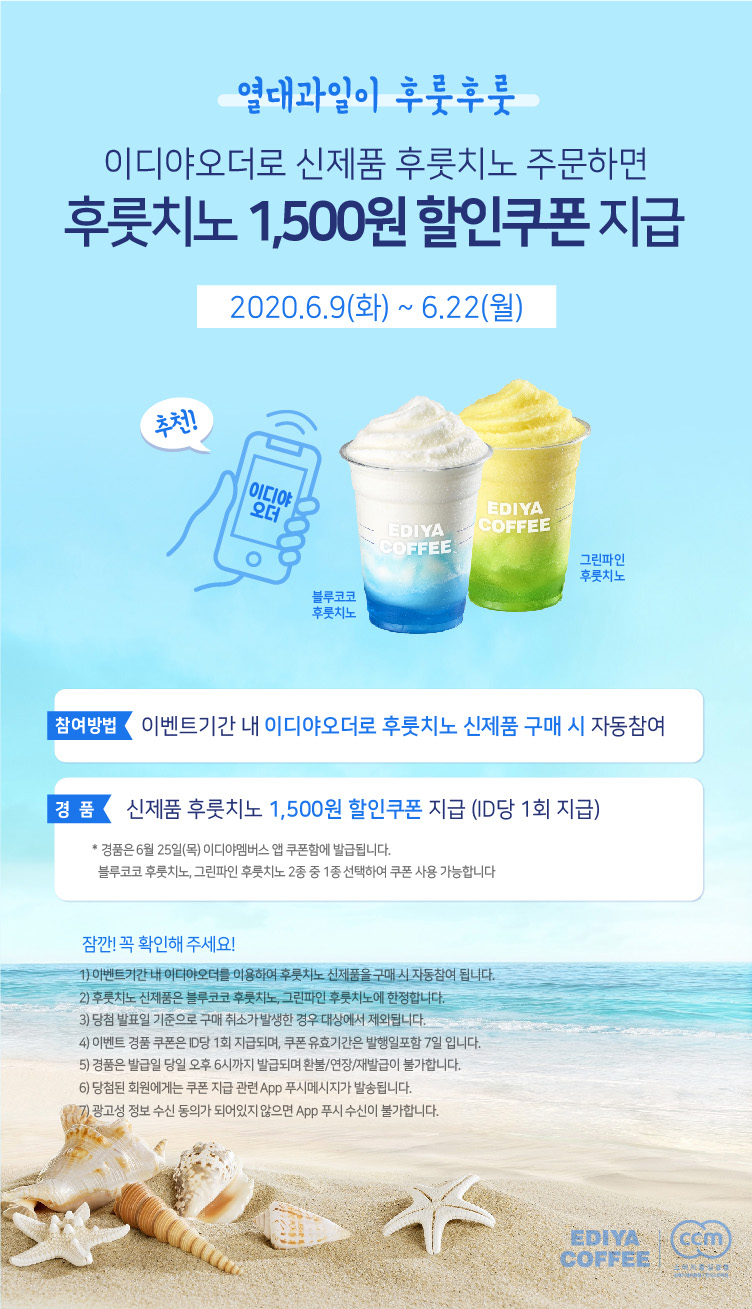 열대과일이 후룻후룻
이디야오더로 신제품 후룻치노 주문하면
후룻치노 1,500원 할인쿠폰 지급
2020.6.9(화) ~ 6.22(월)
추천!
이디야
오더
EDIYA
COFFEE
EDIYA
COFFEE
그린파인
후룻치노
블루코코
후룻치노
참여방법 이벤트기간 내 이디야오더로 후룻치노 신제품 구매 시 자동참여
경 품 신제품 후룻치노 1,500원 할인쿠폰 지급 (ID당 1회 지급)
* 경품은 6월 25일(목) 이디야멤버스 앱 쿠폰함에 발급됩니다.
블루코코 후룻치노, 그린파인 후룻치노 2종 중 1종 선택하여 쿠폰 사용 가능합니다
잠깐! 꼭 확인해 주세요!
1) 이벤트기간 내 이디야오더를 이용하여 후룻치노 신제품을 구매 시 자동참여 됩니다.
2) 후룻치노 신제품은 블루코코 후룻치노, 그린파인 후룻치노에 한정합니다.
3) 당첨 발표일 기준으로 구매 취소가 발생한 경우 대상에서 제외됩니다.
4) 이벤트 경품 쿠폰은 ID당 1회 지급되며, 쿠폰 유효기간은 발행일포함 7일 입니다.
5) 경품은 발급일 당일 오후 6시까지 발급되며 환불/연장/재발급이 불가합니다.
6) 당첨된 회원에게는 쿠폰 지급 관련 App 푸시메시지가 발송됩니다.
7) 광고성 정보 수신 동의가 되어있지 않으면 App 푸시 수신이 불가합니다.
EDIYA
COFFEE
ccm